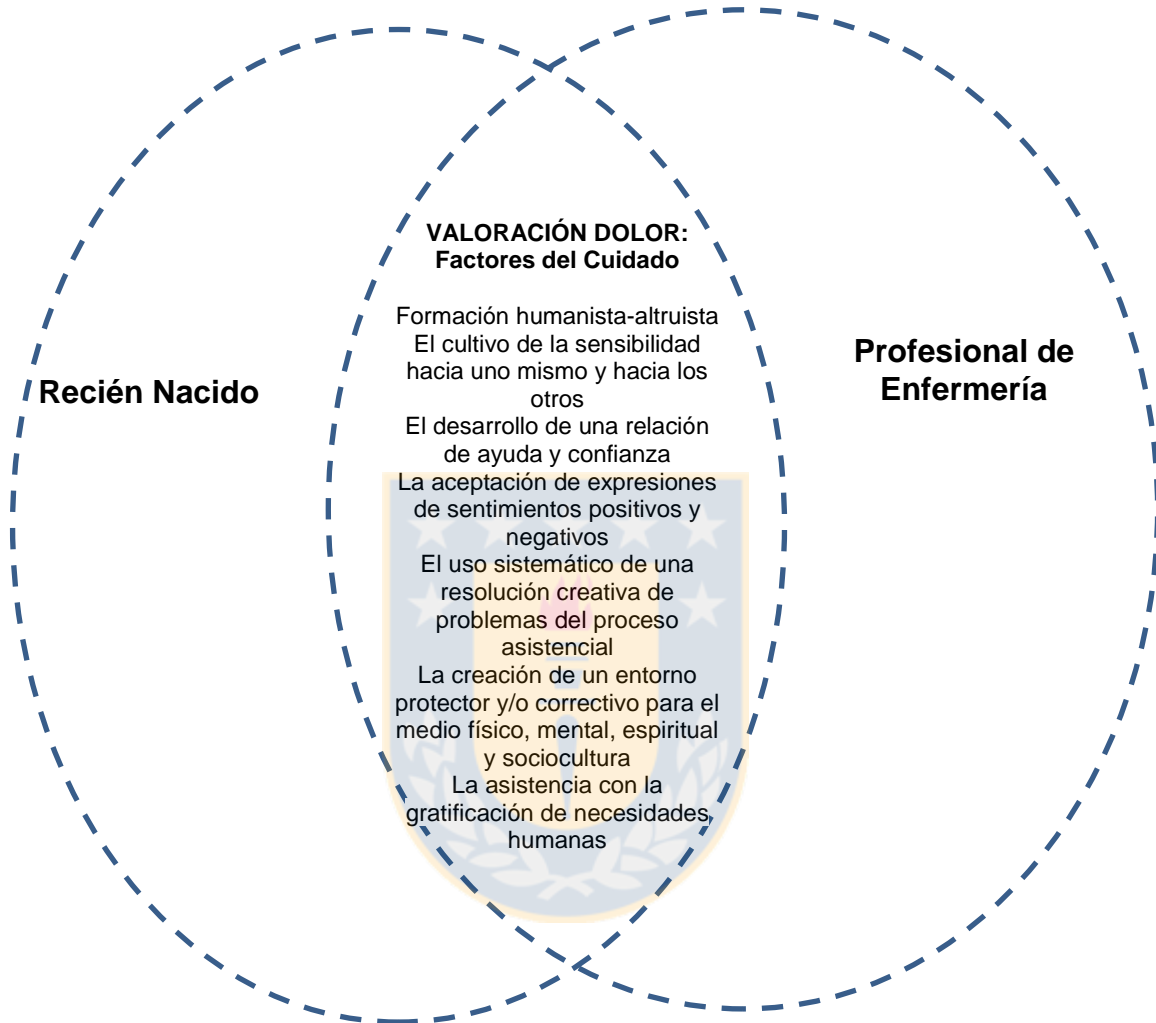 VALORACIÓN DOLOR:
Factores del Cuidado
Formación humanista-altruista
El cultivo de la sensibilidad
hacia uno mismo y hacia los
otros
El desarrollo de una relación
de ayuda y confianza
La aceptación de expresiones
de sentimientos positivos y
negativos
El uso sistemático de una
resolución creativa de
problemas del proceso
asistencial
La creación de un entorno
protector y/o correctivo para el
medio físico, mental, espiritual
y sociocultura
La asistencia con la
gratificación de necesidades
humanas
Recién Nacido
Profesional de
Enfermería